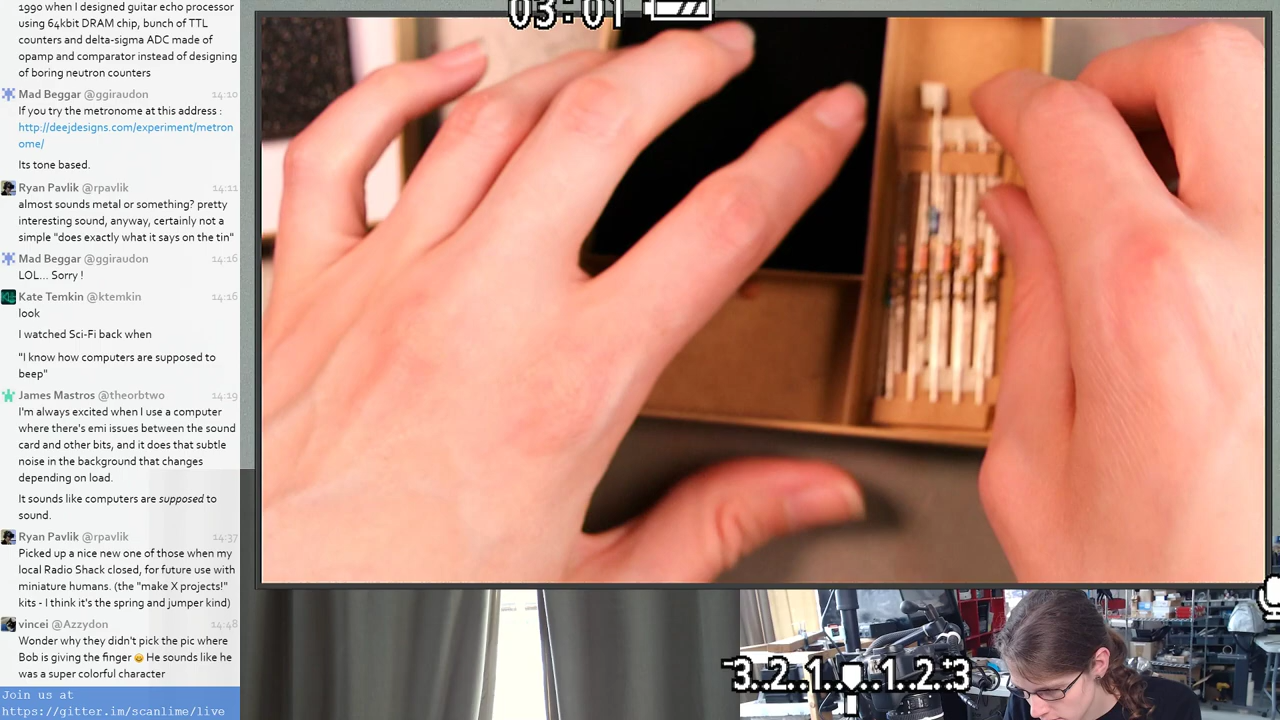 03:01
1990 when I designed guitar echo processor
using 64kbit DRAM chip, bunch of TTL
counters and delta-sigma ADC made of
opamp and comparator instead of designing
of boring neutron counters
Mad Beggar @ggiraudon 14:10
If you try the metronome at this address :
http://deejdesigns.com/experiment/metron
ome/
Its tone based.
Ryan Pavlik @rpavlik 14:11
almost sounds metal or something? pretty
interesting sound, anyway, certainly not a
simple "does exactly what it says on the tin"
Mad Beggar @ggiraudon 14:16
LOL... Sorry !
Kate Temkin @ktemkin 14:16
look
I watched Sci-Fi back when
"I know how computers are supposed to
beep"
James Mastros @theorbtwo 14:19
I'm always excited when I use a computer
where there's emi issues between the sound
card and other bits, and it does that subtle
noise in the background that changes
depending on load.
It sounds like computers are supposed to
sound.
Ryan Pavlik @rpavlik 14:37
Picked up a nice new one of those when my
local Radio Shack closed, for future use with
miniature humans. (the "make X projects!"
kits - I think it's the spring and jumper kind)
vincei @Azzydon 14:48
Wonder why they didn't pick the pic where
Bob is giving the finger 😛 He sounds like he
was a super colorful character
Join us at
https://gitter.im/scanlime/live
-3..2..1..0..1..2..+3